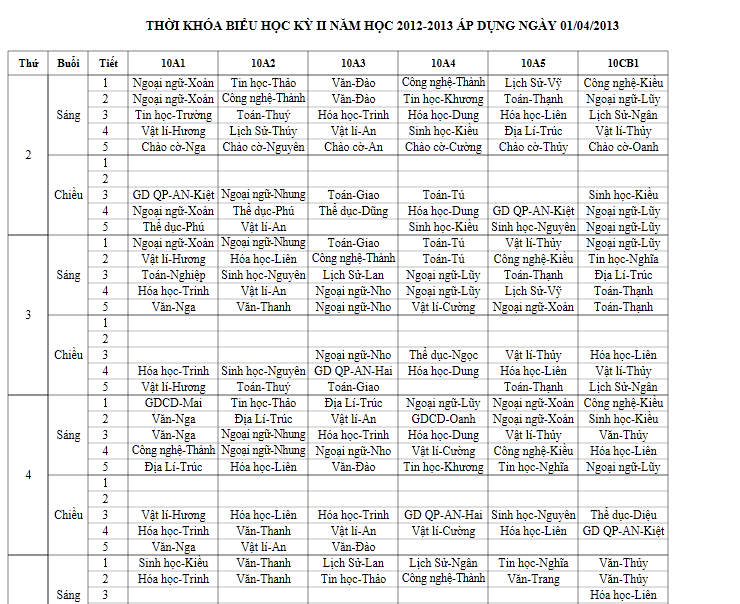 THỜI KHÓA BIỂU HỌC KỲ II NĂM HỌC 2012-2013 ÁP DỤNG NGÀY 01/04/2013
Thứ Buổi Tiết 10A1 10A2 10A3 10A4 10A5 10CB1
2 Sáng 1 Ngoại ngữ-Xoàn Tin học-Thảo Văn-Đào Công nghệ-Thành Lịch Sử-Vỹ Công nghệ-Kiều
2 Ngoại ngữ-Xoàn Công nghệ-Thành Văn-Đào Tin học-Khương Toán-Thạnh Ngoại ngữ-Lũy
3 Tin học-Trường Toán-Thuý Hóa học-Trinh Hóa học-Dung Hóa học-Liên Lịch Sử-Ngân
4 Vật lí-Hương Lịch Sử-Thúy Vật lí-An Sinh học-Kiều Địa Lí-Trúc Vật lí-Thủy
5 Chào cờ-Nga Chào cờ-Nguyên Chào cờ-An Chào cờ-Cường Chào cờ-Thủy Chào cờ-Oanh
Chiều 1
2
3 GD QP-AN-Kiệt Ngoại ngữ-Nhung Toán-Giao Toán-Tú Sinh học-Kiều
4 Ngoại ngữ-Xoàn Thể dục-Phú Thể dục-Dũng Hóa học-Dung GD QP-AN-Kiệt Ngoại ngữ-Lũy
5 Thể dục-Phú Vật lí-An Sinh học-Kiều Sinh học-Nguyên Ngoại ngữ-Lũy
3 Sáng 1 Ngoại ngữ-Xoàn Ngoại ngữ-Nhung Toán-Giao Toán-Tú Vật lí-Thủy Ngoại ngữ-Lũy
2 Vật lí-Hương Hóa học-Liên Công nghệ-Thành Toán-Tú Công nghệ-Kiều Tin học-Nghĩa
3 Toán-Nghiệp Sinh học-Nguyên Lịch Sử-Lan Ngoại ngữ-Lũy Toán-Thạnh Địa Lí-Trúc
4 Hóa học-Trinh Vật lí-An Ngoại ngữ-Nho Ngoại ngữ-Lũy Lịch Sử-Vỹ Toán-Thạnh
5 Văn-Nga Văn-Thanh Ngoại ngữ-Nho Vật lí-Cường Ngoại ngữ-Xoàn Toán-Thạnh
Chiều 1
2
3 Ngoại ngữ-Nho Thể dục-Ngọc Vật lí-Thủy Hóa học-Liên
4 Hóa học-Trinh Sinh học-Nguyên GD QP-AN-Hai Hóa học-Dung Hóa học-Liên Vật lí-Thủy
5 Vật lí-Hương Toán-Thuý Toán-Giao Toán-Thạnh Lịch Sử-Ngân
4 Sáng 1 GDCD-Mai Tin học-Thảo Địa Lí-Trúc Ngoại ngữ-Lũy Ngoại ngữ-Xoàn Công nghệ-Kiều
2 Văn-Nga Địa Lí-Trúc Vật lí-An GDCD-Oanh Ngoại ngữ-Xoàn Sinh học-Kiều
3 Văn-Nga Ngoại ngữ-Nhung Hóa học-Trinh Hóa học-Dung Vật lí-Thủy Văn-Thủy
4 Công nghệ-Thành Ngoại ngữ-Nhung Ngoại ngữ-Nho Vật lí-Cường Công nghệ-Kiều Hóa học-Liên
5 Địa Lí-Trúc Hóa học-Liên Văn-Đào Tin học-Khương Tin học-Nghĩa Ngoại ngữ-Lũy
Chiều 1
2
3 Vật lí-Hương Hóa học-Liên Hóa học-Trinh GD QP-AN-Hai Sinh học-Nguyên Thể dục-Diệu
4 Hóa học-Trinh Văn-Thanh Vật lí-An Vật lí-Cường Hóa học-Liên GD QP-AN-Kiệt
5 Văn-Nga Vật lí-An Văn-Đào
Sáng 1 Sinh học-Kiều Văn-Thanh Lịch Sử-Lan Lịch Sử-Ngân Tin học-Nghĩa Văn-Thủy
2 Hóa học-Trinh Văn-Thanh Tin học-Thảo Công nghệ-Thành Văn-Trang Văn-Thủy
3 Hóa học-Liên